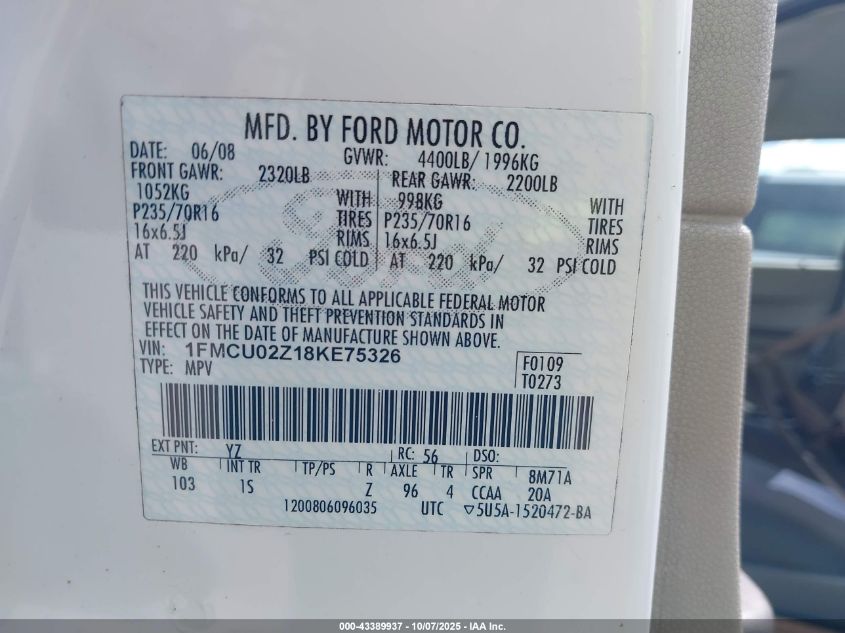 MFD. BY FORD MOTOR CO.
DATE: 06/08 GVWR: 4400LB/ 1996KG
FRONT GAWR: 2320LB REAR GAWR: 2200LB
1052KG WITH 998KG WITH
P235/70R16 TIRES P235/70R16 TIRES
16x6.5J RIMS 16x6.5J RIMS
AT 220 kPa/ 32 PSI COLD AT 220 kPa/ 32 PSI COLD
THIS VEHICLE CONFORMS TO ALL APPLICABLE FEDERAL MOTOR
VEHICLE SAFETY AND THEFT PREVENTION STANDARDS IN
EFFECT ON THE DATE OF MANUFACTURE SHOWN ABOVE.
VIN: 1FMCU02Z18KE75326 F0109
TYPE: MPV T0273
EXT PNT: YZ RC: 56 DSO:
WB INT TR TP/PS R AXLE TR SPR 8M71A
103 1S Z 96 4 CCAA 20A
1200806096035 UTC ▽5U5A-1520472-BA
Ford
000-43389937 - 10/07/2025 - IAA Inc.